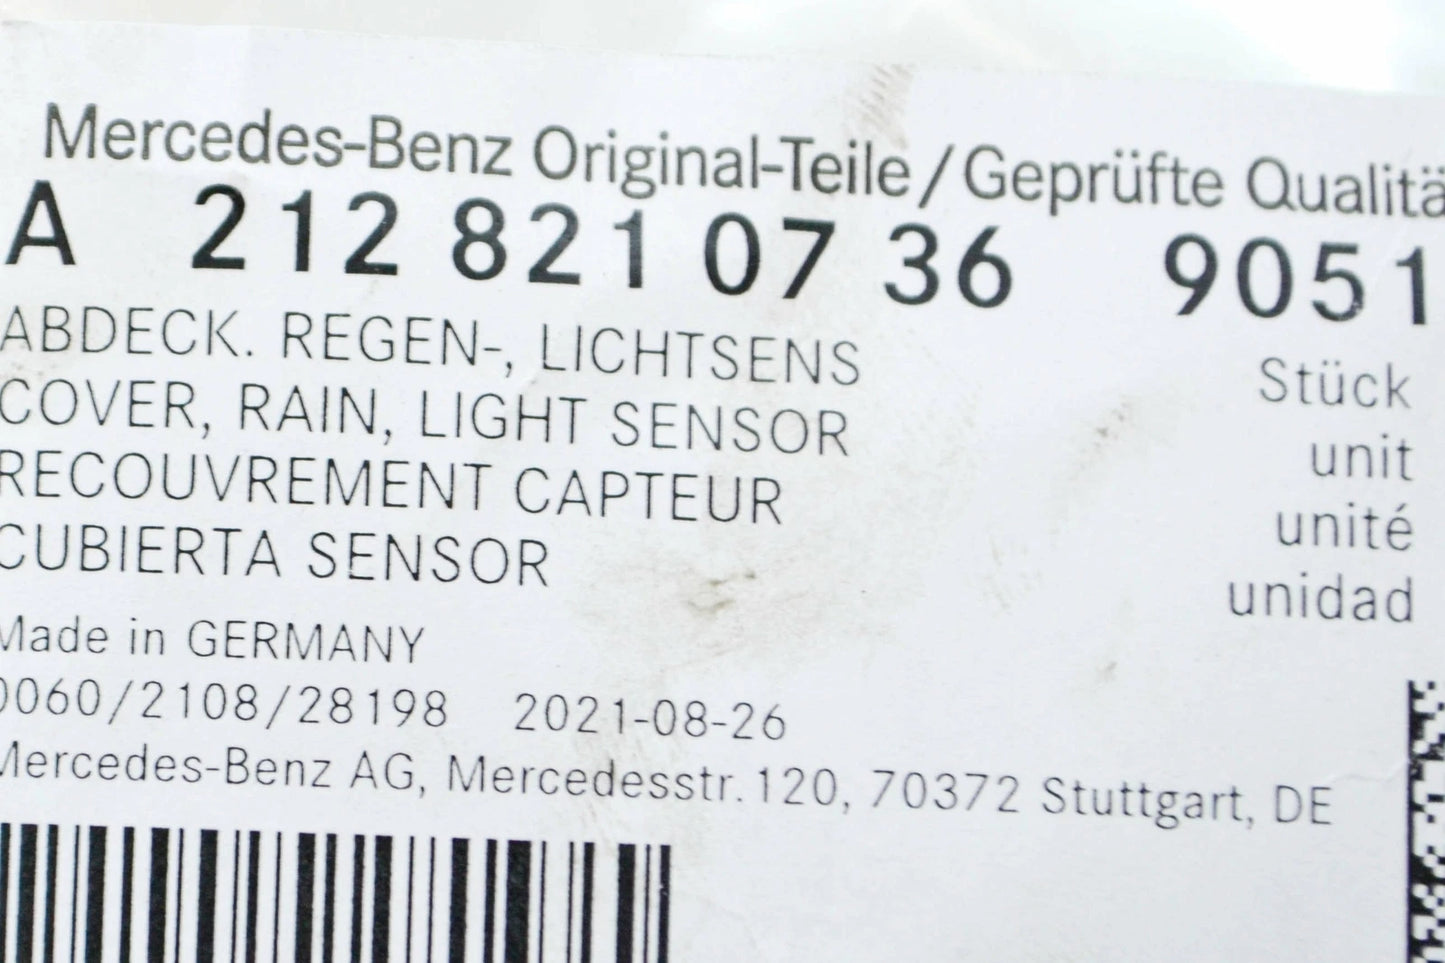 Mercedes-Benz Original-Teile/Geprüfte Qualitä
A 212 821 07 36 9051
ABDECK. REGEN-, LICHTSENS Stück
COVER, RAIN, LIGHT SENSOR unit
RECOUVREMENT CAPTEUR unité
CUBIERTA SENSOR unidad
Made in GERMANY
0060/2108/28198 2021-08-26
Mercedes-Benz AG, Mercedesstr. 120, 70372 Stuttgart, DE